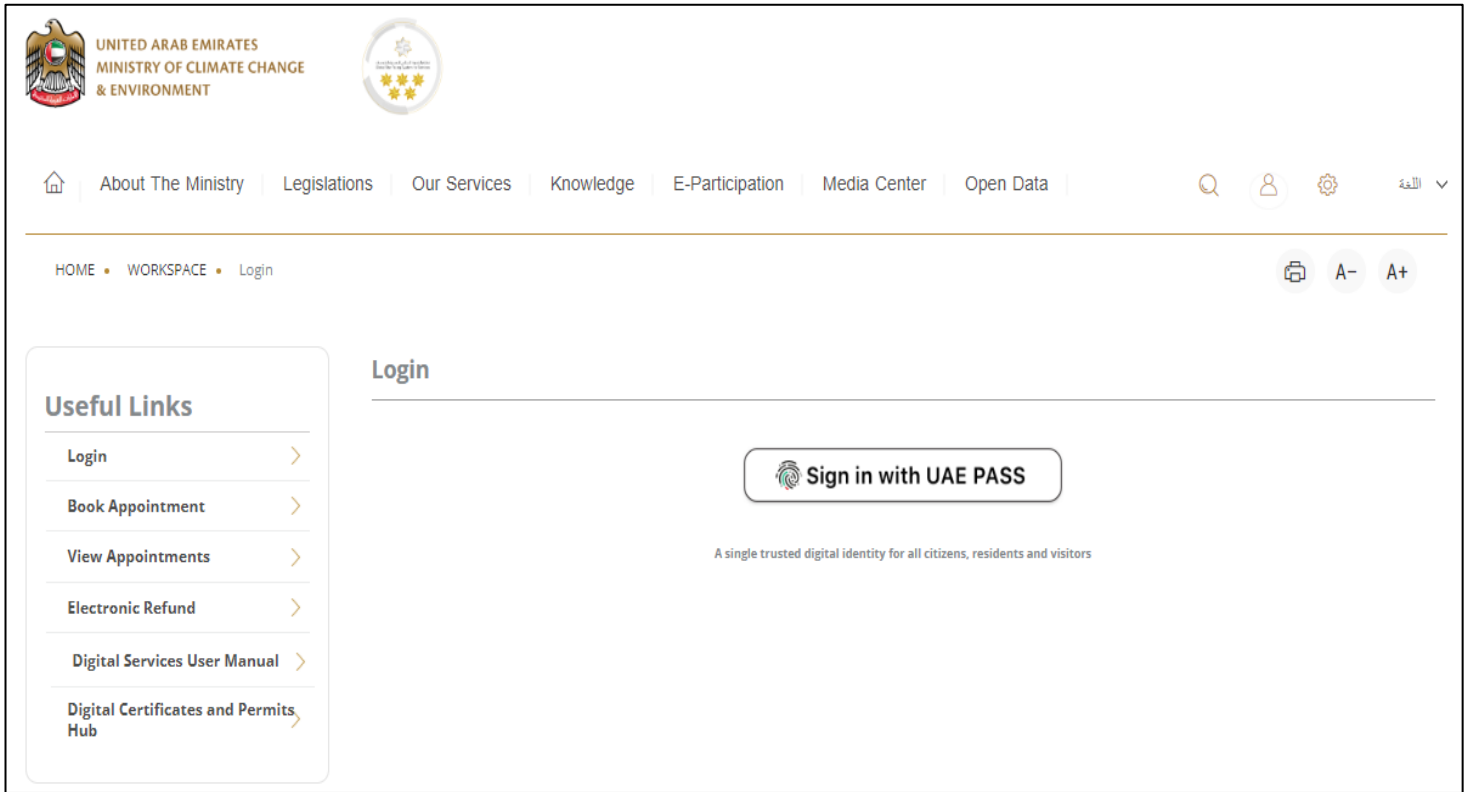 UNITED ARAB EMIRATES
MINISTRY OF CLIMATE CHANGE
& ENVIRONMENT
About The Ministry
Legislations
Our Services
Knowledge
E-Participation
Media Center
Open Data
اللغة
HOME • WORKSPACE • Login
A-
A+
Useful Links
Login
Book Appointment
View Appointments
Electronic Refund
Digital Services User Manual
Digital Certificates and Permits
Hub
Login
Sign in with UAE PASS
A single trusted digital identity for all citizens, residents and visitors